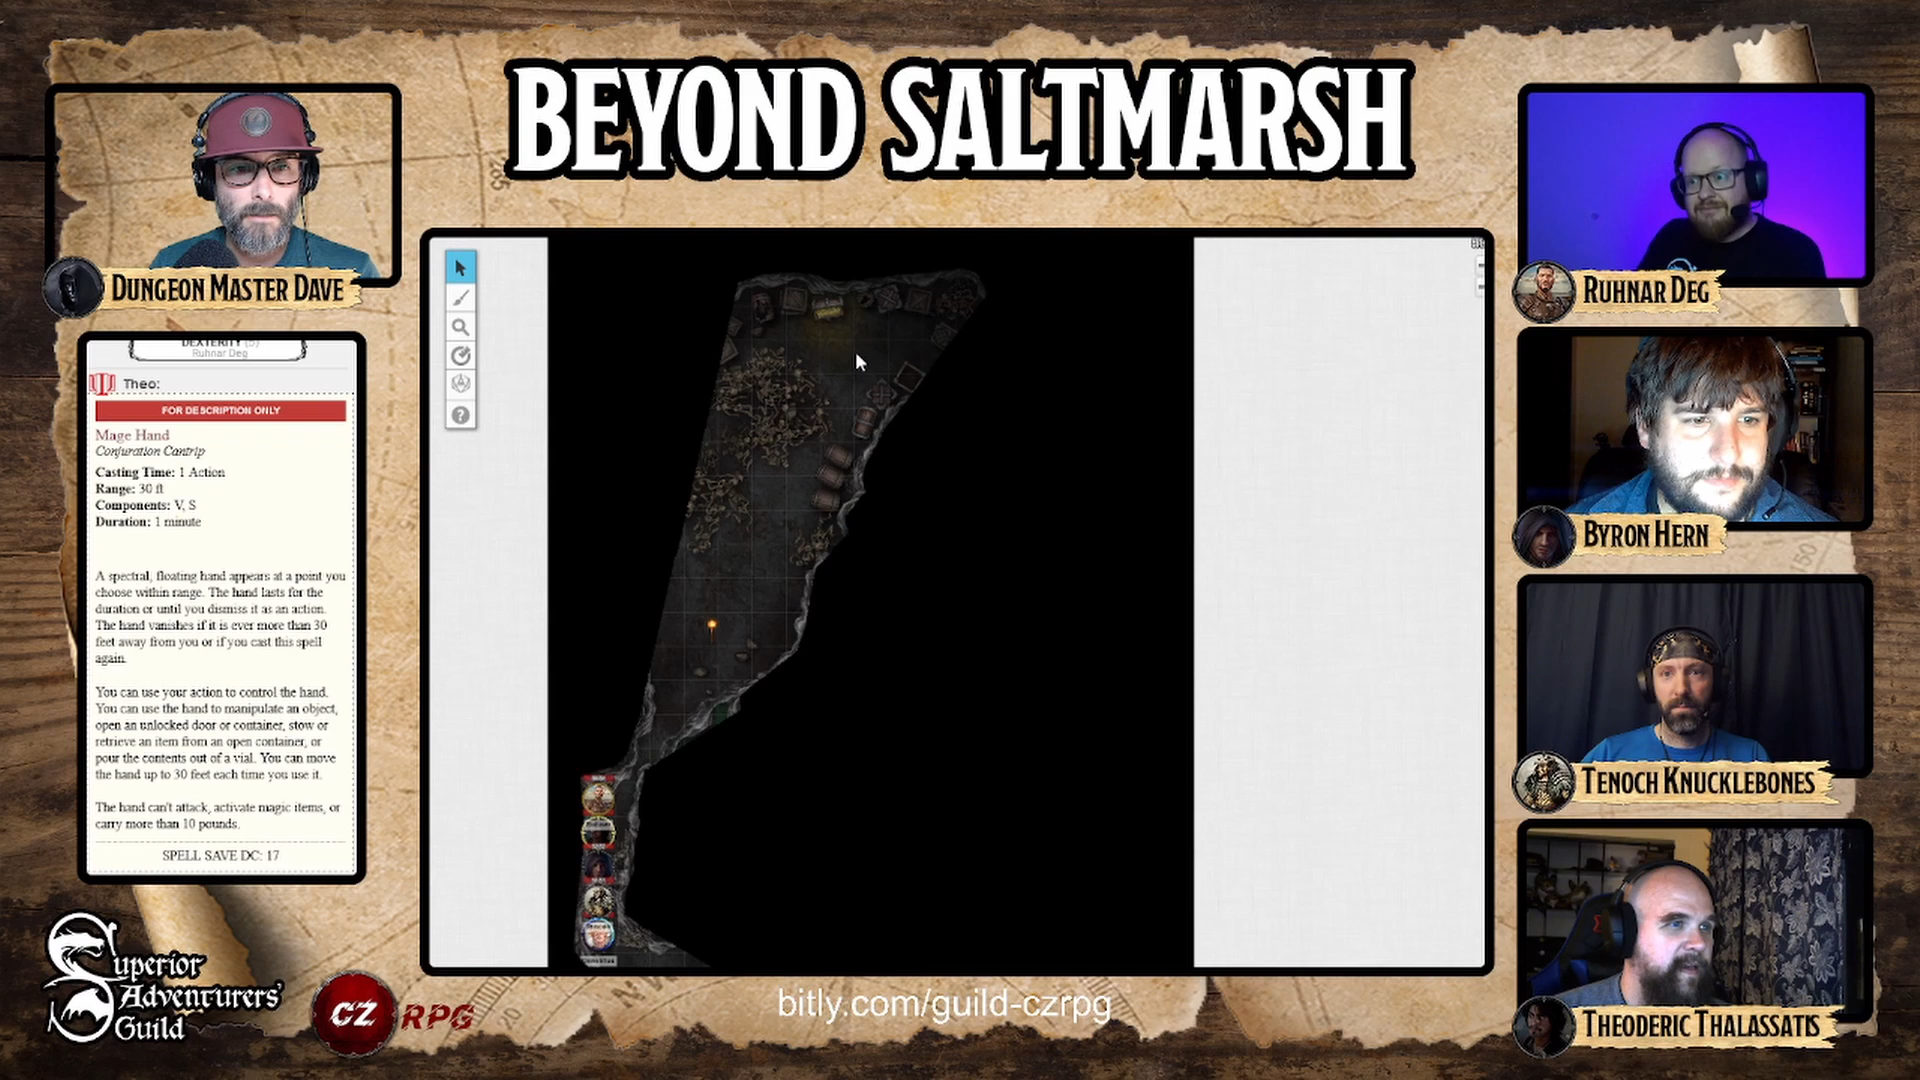 BEYOND SALTMARSH
DUNGEON MASTER DAVE
DEXTERITY (5)
Ruhnar Deg
Theo:
FOR DESCRIPTION ONLY
Mage Hand
Conjuration Cantrip
Casting Time: 1 Action
Range: 30 ft
Components: V, S
Duration: 1 minute
A spectral, floating hand appears at a point you
choose within range. The hand lasts for the
duration or until you dismiss it as an action.
The hand vanishes if it is ever more than 30
feet away from you or if you cast this spell
again.
You can use your action to control the hand.
You can use the hand to manipulate an object,
open an unlocked door or container, stow or
retrieve an item from an open container, or
pour the contents out of a vial. You can move
the hand up to 30 feet each time you use it.
The hand can't attack, activate magic items, or
carry more than 10 pounds.
SPELL SAVE DC: 17
Superior
Adventurers'
Guild
CZ RPG
bitly.com/guild-czrpg
RUHNAR DEG
BYRON HERN
TENOCH KNUCKLEBONES
THEODERIC THALASSATIS
150
20